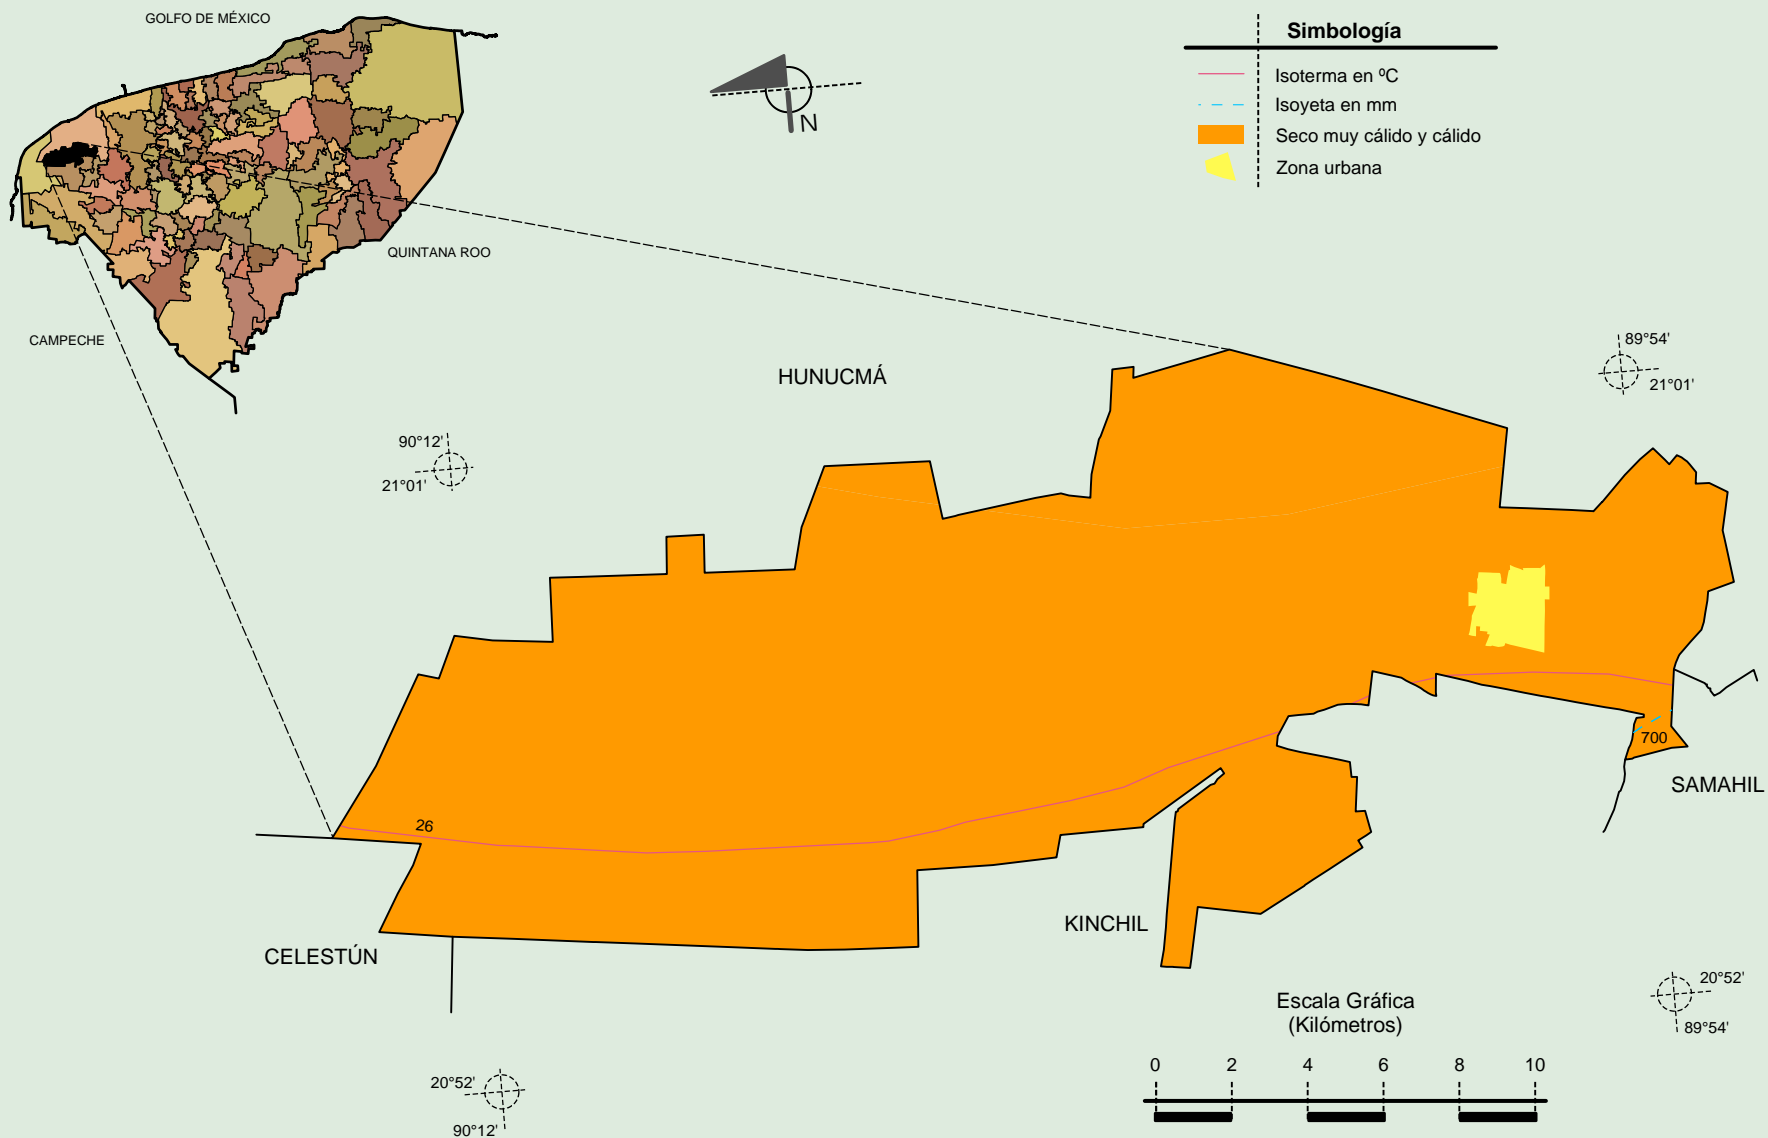 GOLFO DE MÉXICO
QUINTANA ROO
CAMPECHE
N
Simbología
Isoterma en ºC
Isoyeta en mm
Seco muy cálido y cálido
Zona urbana
HUNUCMÁ
90°12'
21°01'
89°54'
21°01'
26
700
SAMAHIL
KINCHIL
CELESTÚN
20°52'
90°12'
20°52'
89°54'
Escala Gráfica
(Kilómetros)
0 2 4 6 8 10